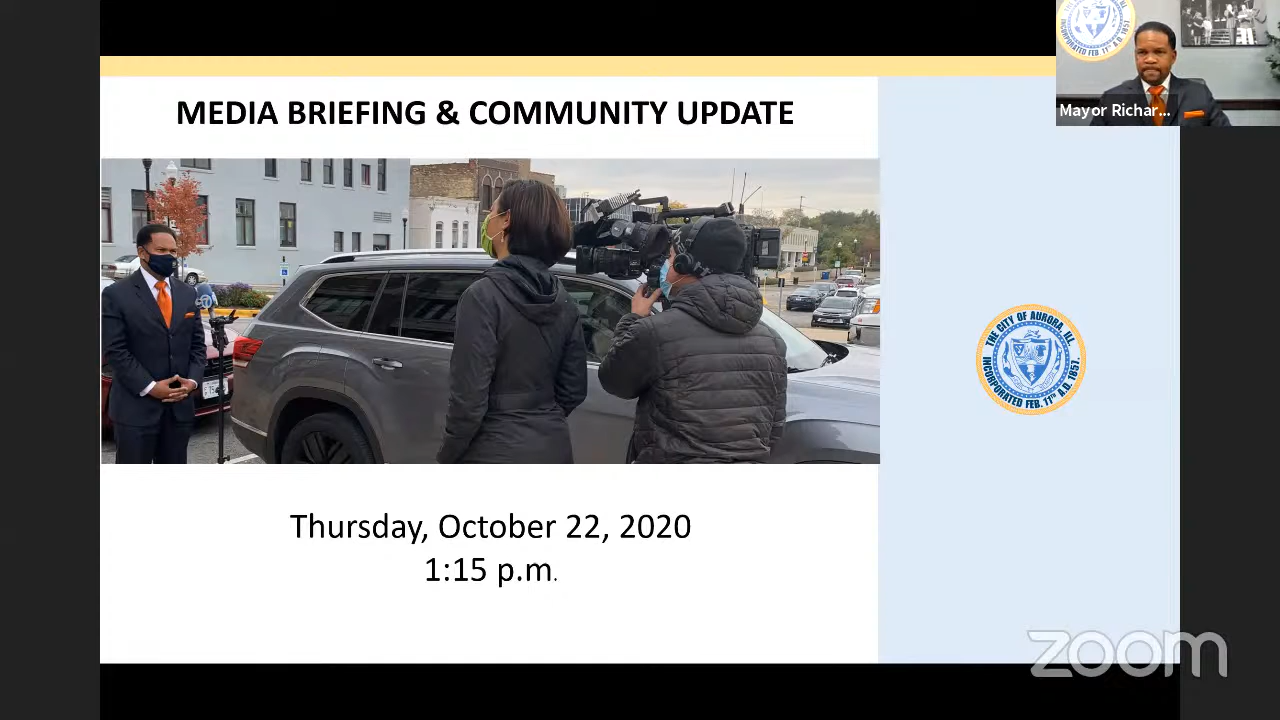 MEDIA BRIEFING & COMMUNITY UPDATE
Mayor Richar...
THE CITY OF AURORA, ILL.
INCORPORATED FEB. 17TH A.D. 1857.
Thursday, October 22, 2020
1:15 p.m.
zoom